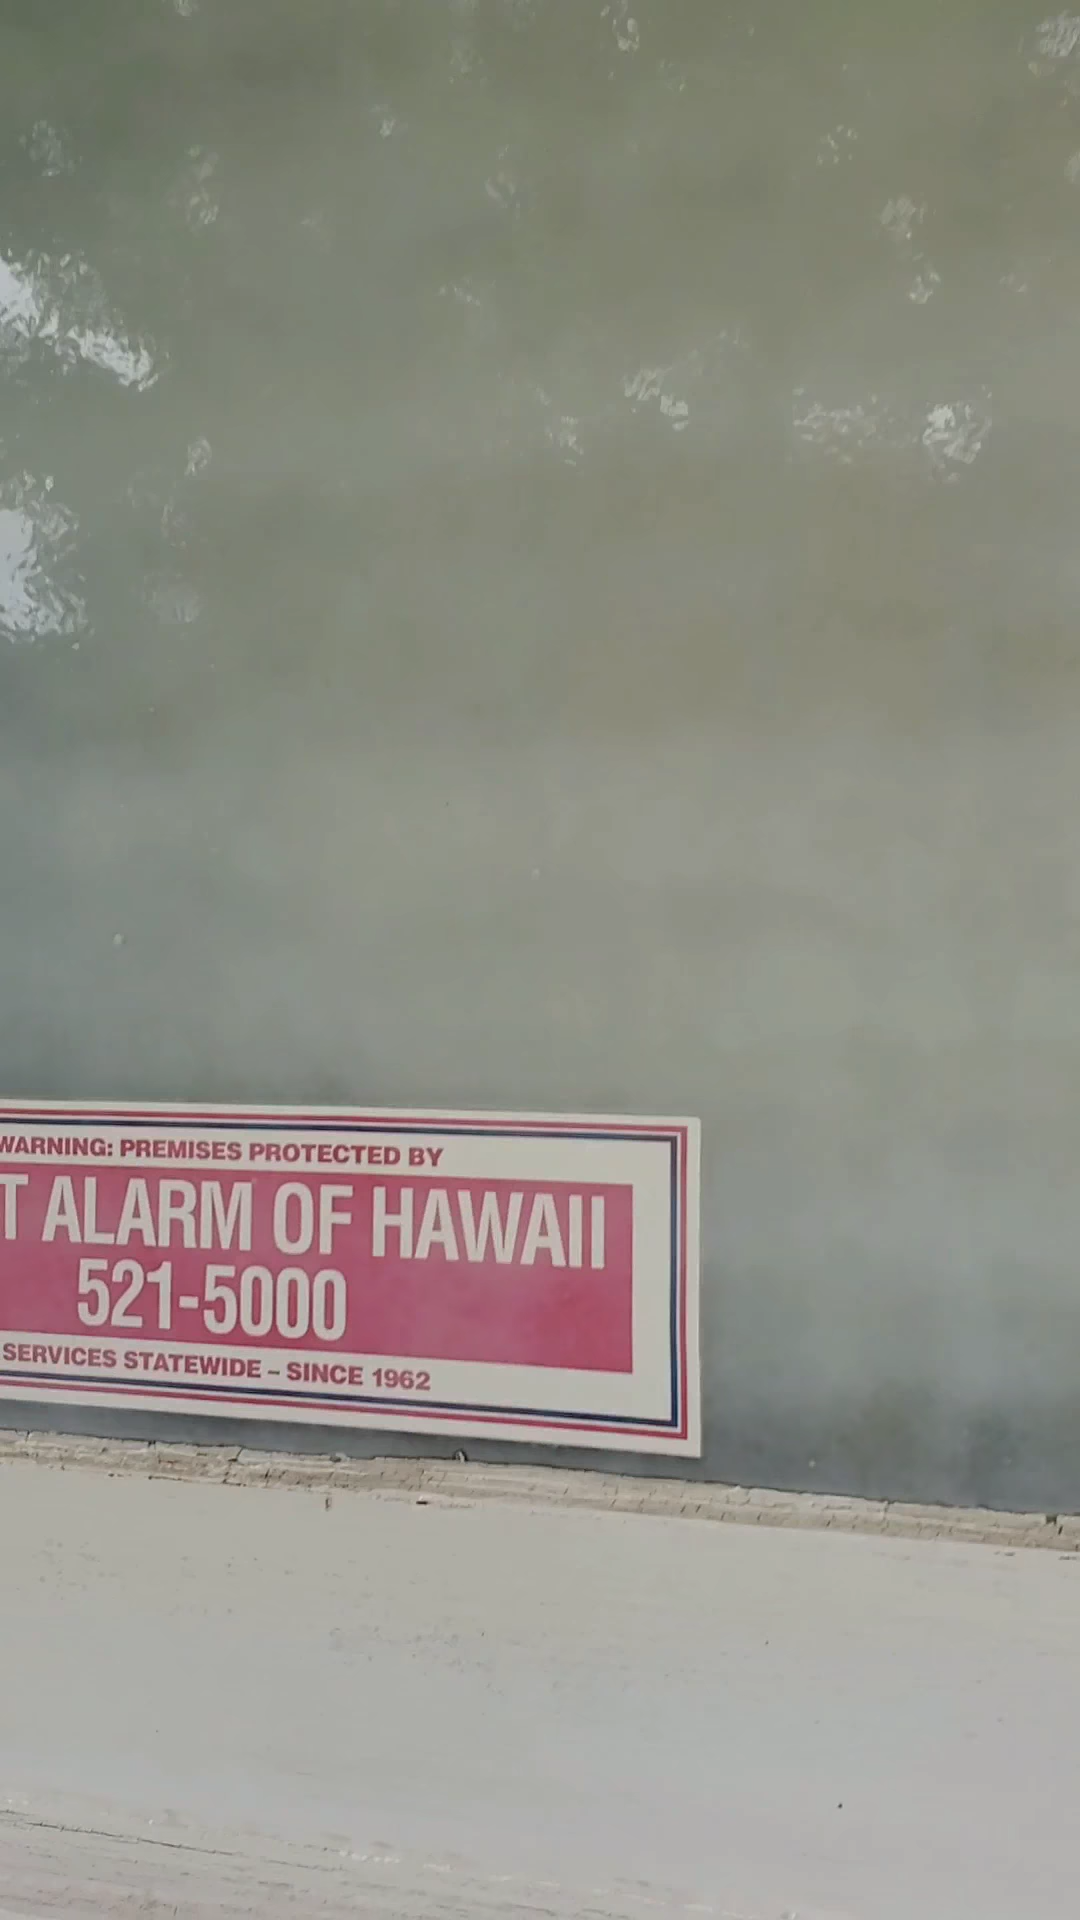 WARNING: PREMISES PROTECTED BY
T ALARM OF HAWAII
521-5000
SERVICES STATEWIDE – SINCE 1962